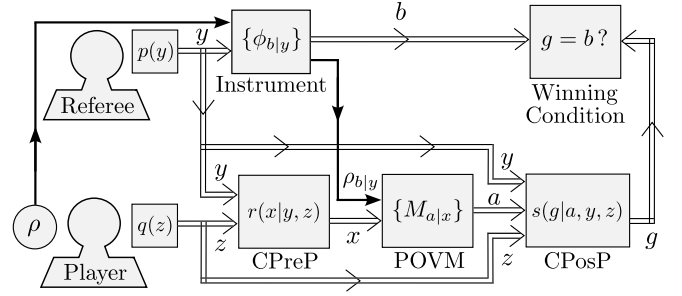 b
p(y)
y
{ϕ_{b|y}}
g = b ?
Referee
Instrument
Winning
Condition
y
ρ_{b|y}
y
ρ
q(z)
z
r(x|y, z)
x
{M_{a|x}}
a
s(g|a, y, z)
z
g
Player
CPreP
POVM
CPosP